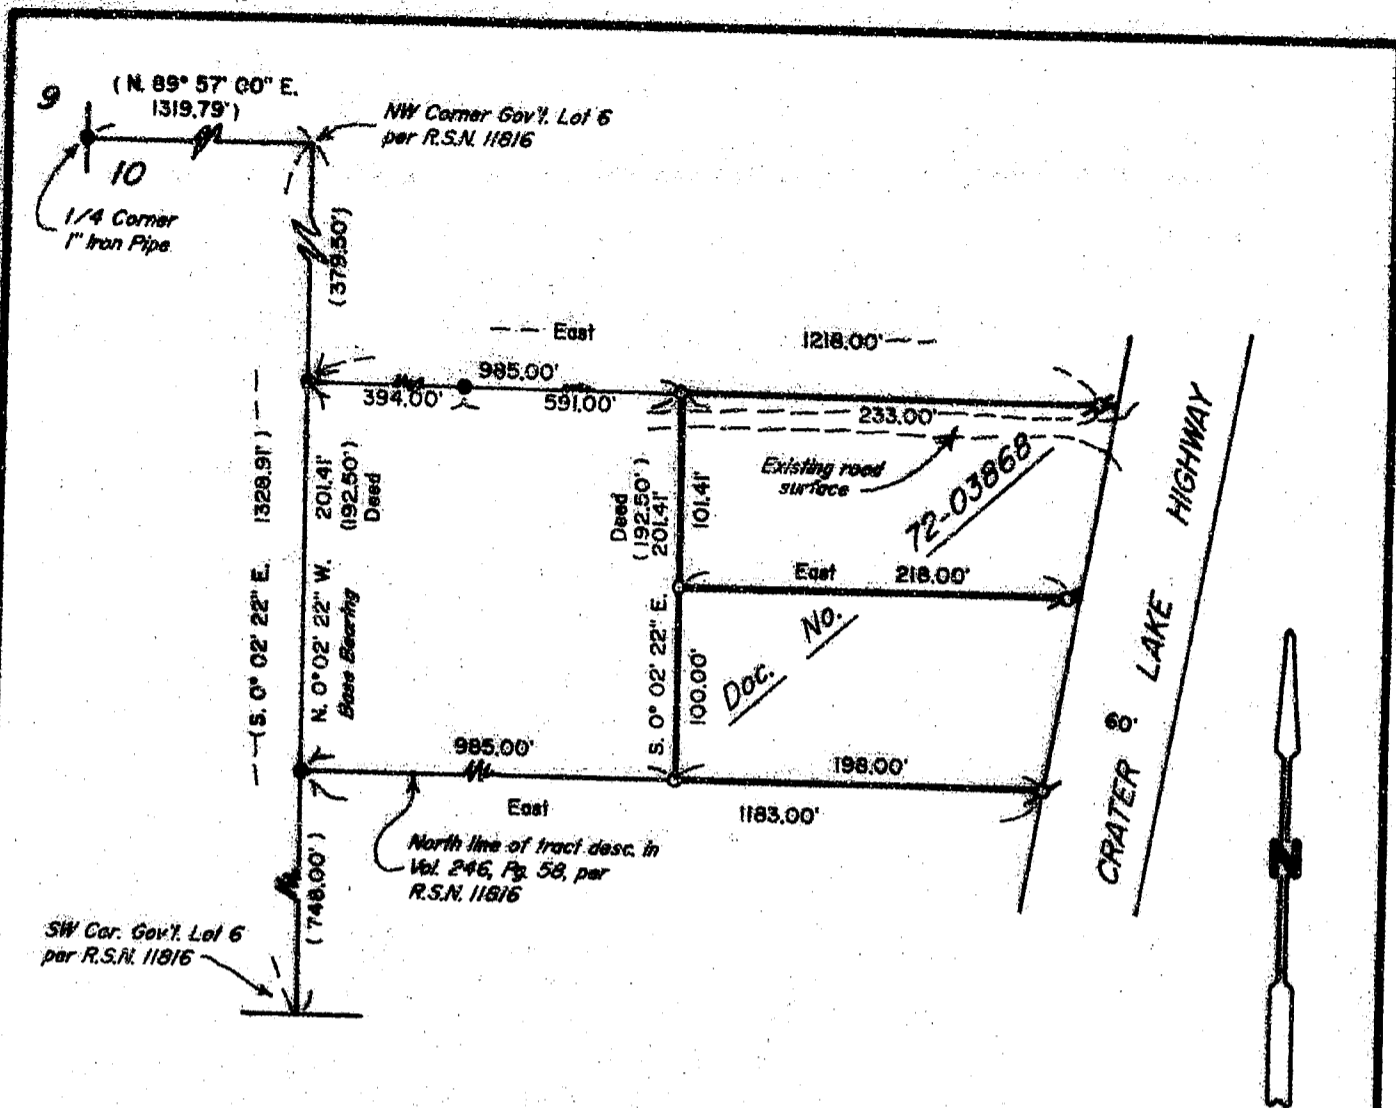 ( N. 89° 57' 00" E.
1319.79' )
9
10
NW Corner Gov't. Lot 6
per R.S.N. 11816
1/4 Corner
1" Iron Pipe
(379.50')
East
1218.00'
985.00'
394.00'
591.00'
233.00'
Existing road
surface
72-03868
Doc. No.
(S. 0° 02' 22" E. 1328.91' )
N. 0° 02' 22" W. 201.41'
(192.50')
Deed
Base Bearing
Deed
(192.50')
201.41'
S. 0° 02' 22" E.
101.41'
100.00'
East 218.00'
CRATER LAKE HIGHWAY
60'
985.00'
East
198.00'
1183.00'
North line of tract desc. in
Vol. 246, Pg. 58, per
R.S.N. 11816
(748.00')
SW Cor. Gov't. Lot 6
per R.S.N. 11816
N